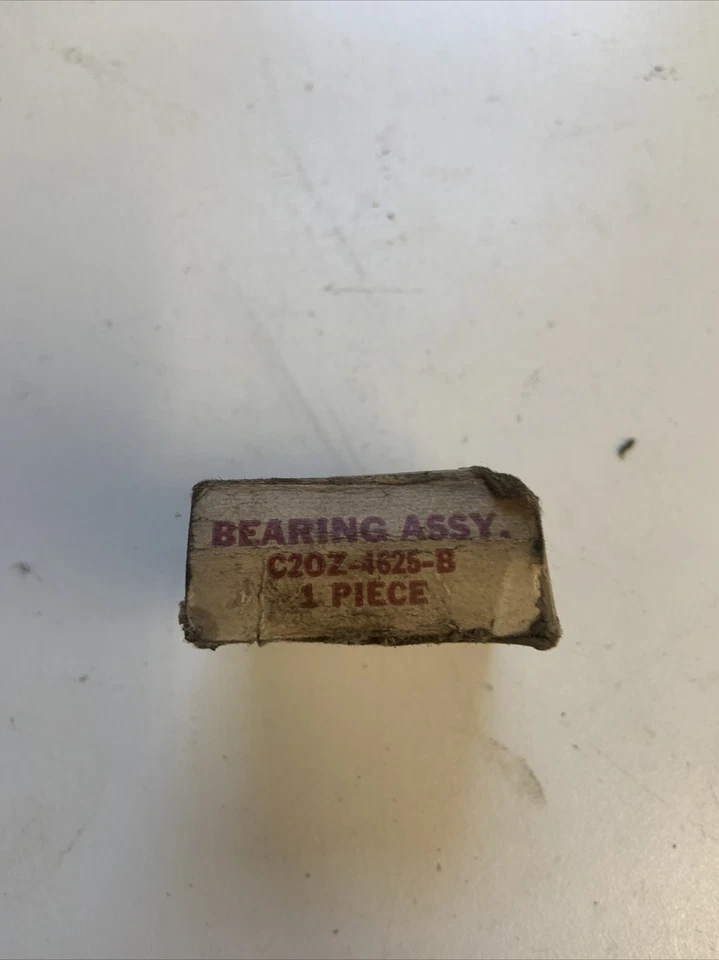 BEARING ASSY.
C2OZ-4625-B
1 PIECE